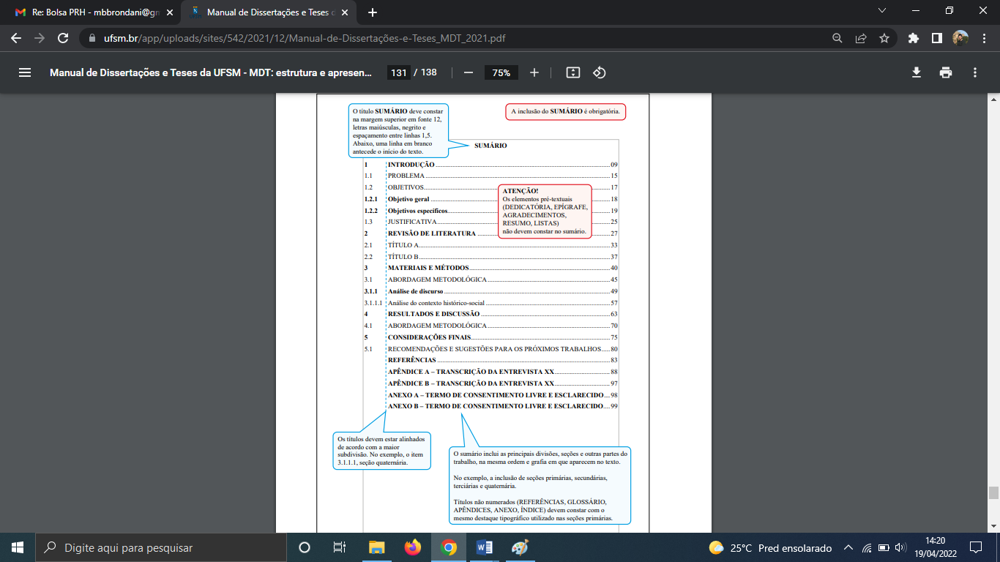 Re: Bolsa PRH - mbbrondani@gr
Manual de Dissertações e Teses d
ufsm.br/app/uploads/sites/542/2021/12/Manual-de-Dissertações-e-Teses_MDT_2021.pdf
Manual de Dissertações e Teses da UFSM - MDT: estrutura e apresen...
131 / 138
75%
O título SUMÁRIO deve constar
na margem superior em fonte 12,
letras maiúsculas, negrito e
espaçamento entre linhas 1,5.
Abaixo, uma linha em branco
antecede o início do texto.
A inclusão do SUMÁRIO é obrigatória.
SUMÁRIO
1 INTRODUÇÃO 09
1.1 PROBLEMA 15
1.2 OBJETIVOS 17
1.2.1 Objetivo geral 18
1.2.2 Objetivos específicos 19
1.3 JUSTIFICATIVA 25
2 REVISÃO DE LITERATURA 27
2.1 TÍTULO A 33
2.2 TÍTULO B 37
3 MATERIAIS E MÉTODOS 40
3.1 ABORDAGEM METODOLÓGICA 45
3.1.1 Análise de discurso 49
3.1.1.1 Análise do contexto histórico-social 57
4 RESULTADOS E DISCUSSÃO 63
4.1 ABORDAGEM METODOLÓGICA 70
5 CONSIDERAÇÕES FINAIS 75
5.1 RECOMENDAÇÕES E SUGESTÕES PARA OS PRÓXIMOS TRABALHOS 80
REFERÊNCIAS 83
APÊNDICE A – TRANSCRIÇÃO DA ENTREVISTA XX 88
APÊNDICE B – TRANSCRIÇÃO DA ENTREVISTA XX 97
ANEXO A – TERMO DE CONSENTIMENTO LIVRE E ESCLARECIDO 98
ANEXO B – TERMO DE CONSENTIMENTO LIVRE E ESCLARECIDO 99
ATENÇÃO!
Os elementos pré-textuais
(DEDICATÓRIA, EPÍGRAFE,
AGRADECIMENTOS,
RESUMO, LISTAS)
não devem constar no sumário.
Os títulos devem estar alinhados
de acordo com a maior
subdivisão. No exemplo, o item
3.1.1.1, seção quaternária.
O sumário inclui as principais divisões, seções e outras partes do
trabalho, na mesma ordem e grafia em que aparecem no texto.
No exemplo, a inclusão de seções primárias, secundárias,
terciárias e quaternária.
Títulos não numerados (REFERÊNCIAS, GLOSSÁRIO,
APÊNDICES, ANEXO, ÍNDICE) devem constar com o
mesmo destaque tipográfico utilizado nas seções primárias.
Digite aqui para pesquisar
25°C Pred ensolarado
14:20
19/04/2022